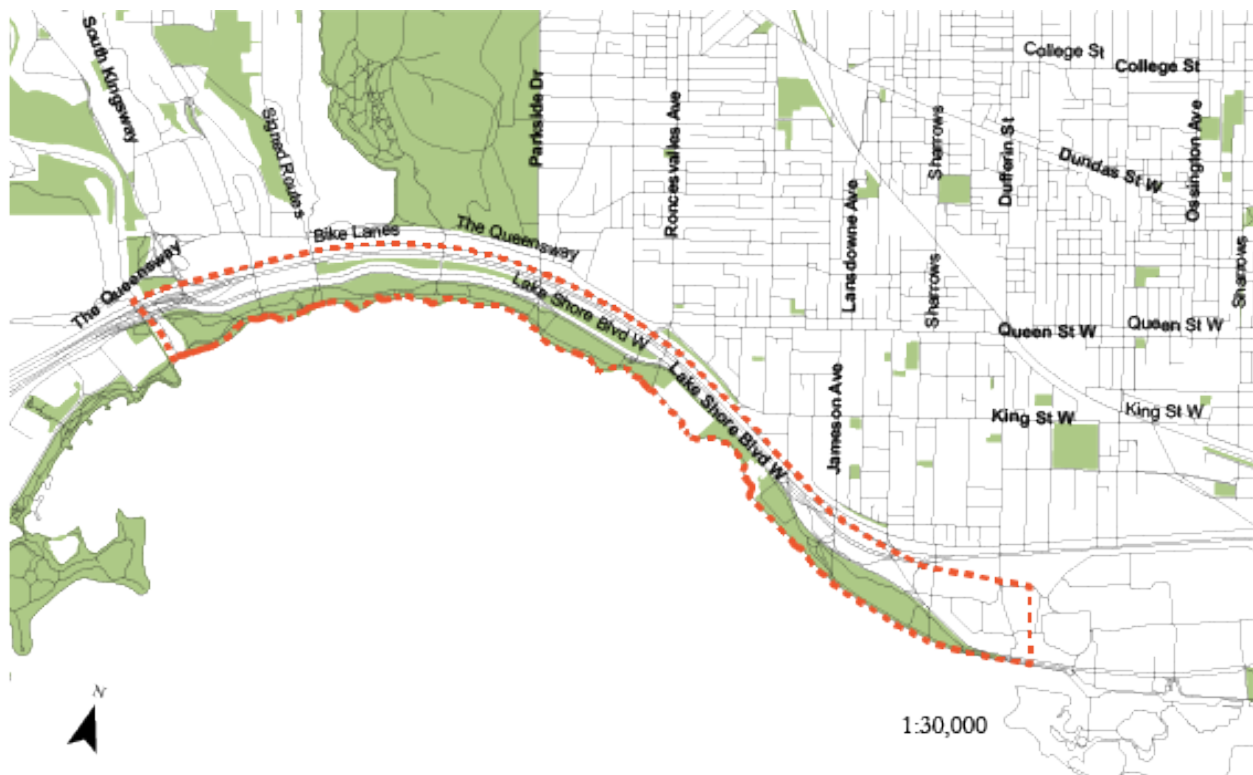 South Kingsway
Signed Routes
Parkside Dr
Roncesvalles Ave
Sharrows
Dufferin St
College St
College St
Dundas St W
Ossington Ave
Lansdowne Ave
Bike Lanes
The Queensway
The Queensway
Lake Shore Blvd W
Sharrows
Queen St W
Queen St W
Sharrows
Lake Shore Blvd W
Jameson Ave
King St W
King St W
N
1:30,000